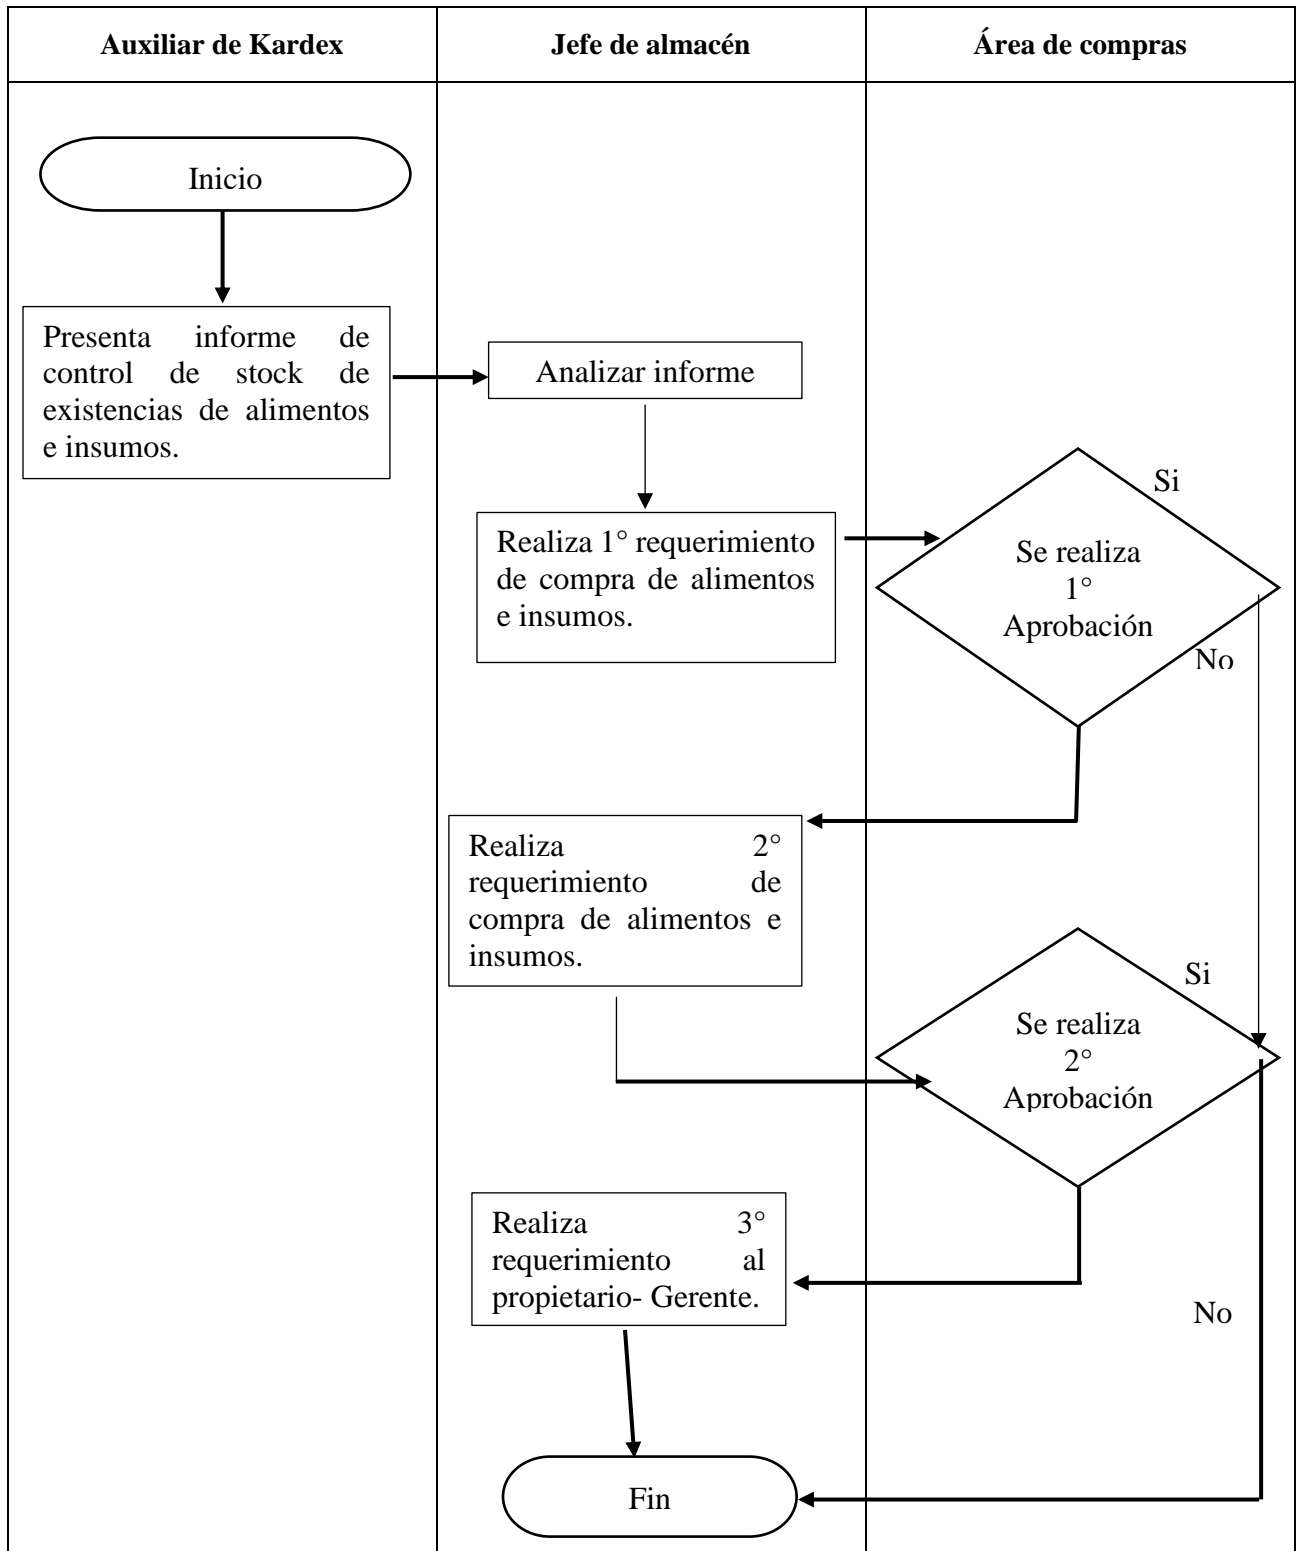 Auxiliar de Kardex
Jefe de almacén
Área de compras
Inicio
Presenta informe de
control de stock de
existencias de alimentos
e insumos.
Analizar informe
Si
Realiza 1° requerimiento
de compra de alimentos
e insumos.
Se realiza
1°
Aprobación
No
Realiza 2°
requerimiento de
compra de alimentos e
insumos.
Si
Se realiza
2°
Aprobación
Realiza 3°
requerimiento al
propietario- Gerente.
No
Fin